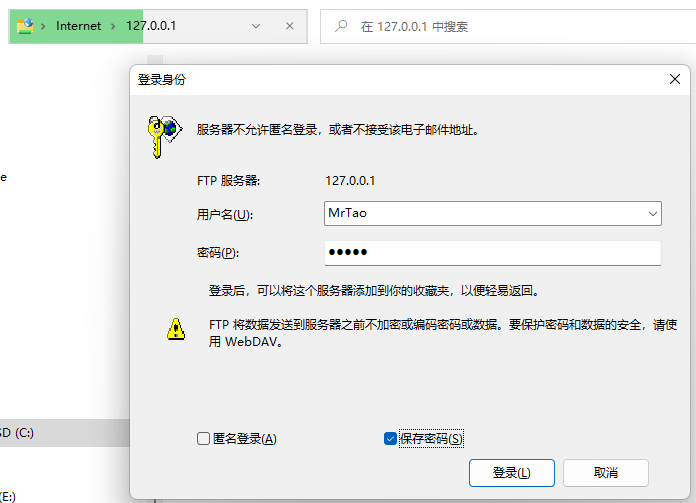 Internet 127.0.0.1
在 127.0.0.1 中搜索
登录身份
服务器不允许匿名登录，或者不接受该电子邮件地址。
e
FTP 服务器: 127.0.0.1
用户名(U): MrTao
密码(P): ●●●●●
登录后，可以将这个服务器添加到你的收藏夹，以便轻易返回。
FTP 将数据发送到服务器之前不加密或编码密码或数据。要保护密码和数据的安全，请使
用 WebDAV。
SD (C:)
匿名登录(A) 保存密码(S)
登录(L) 取消
(E:)